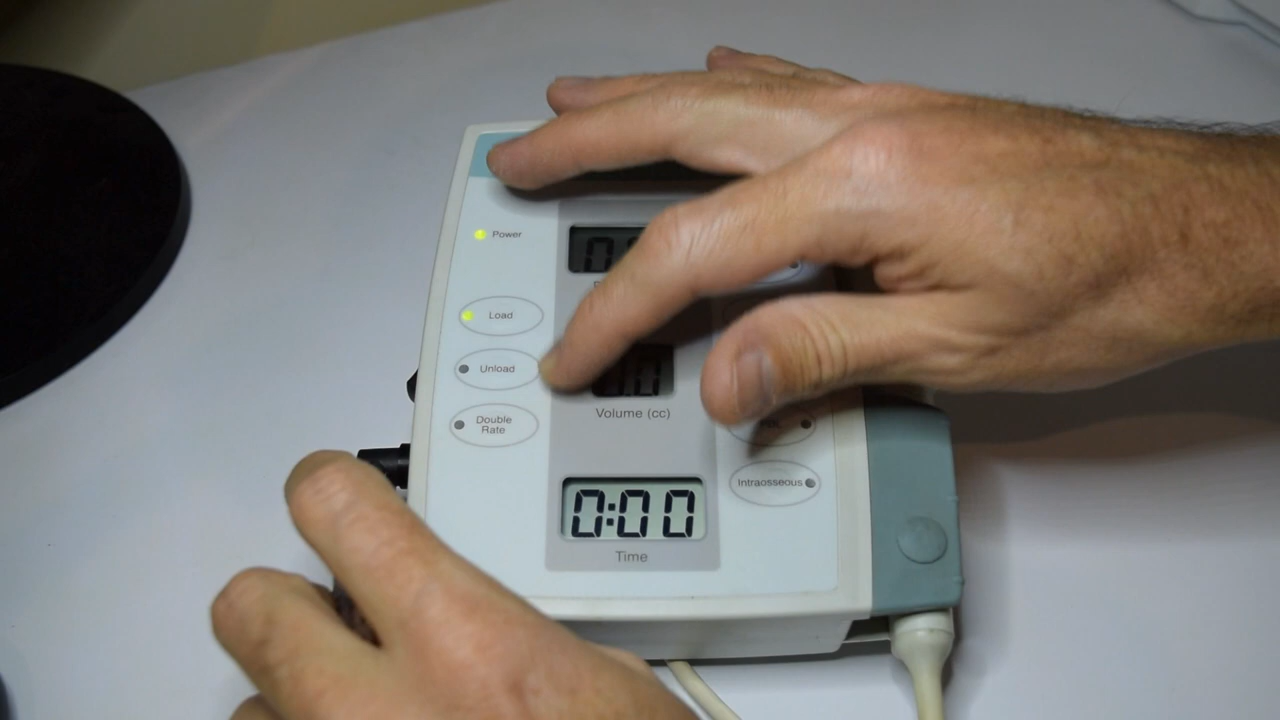 Power
Load
Unload
Volume (cc)
Double
Rate
Intraosseous
0:00
Time